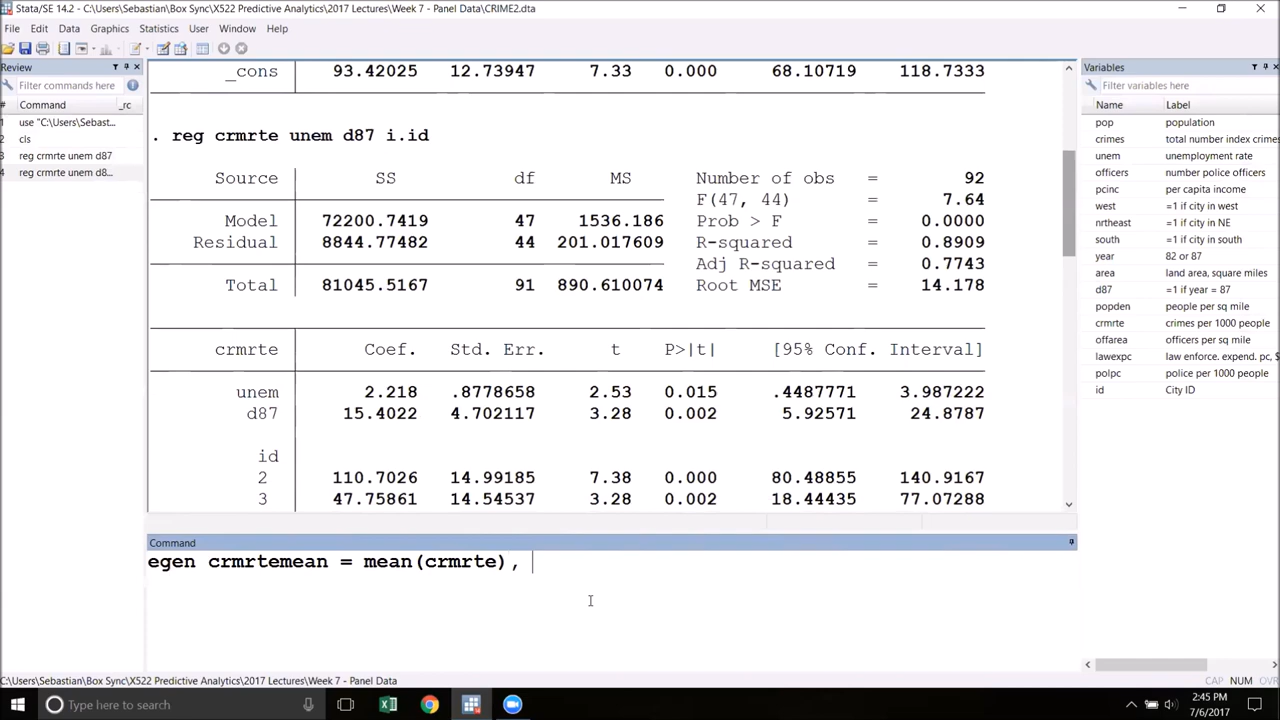 Stata/SE 14.2 - C:\Users\Sebastian\Box Sync\X522 Predictive Analytics\2017 Lectures\Week 7 - Panel Data\CRIME2.dta
File Edit Data Graphics Statistics User Window Help
Review
Filter commands here
# Command _rc
1 use "C:\Users\Sebast...
2 cls
3 reg crmrte unem d87
4 reg crmrte unem d8...
_cons 93.42025 12.73947 7.33 0.000 68.10719 118.7333
. reg crmrte unem d87 i.id
Source SS df MS Number of obs = 92
F(47, 44) = 7.64
Model 72200.7419 47 1536.186 Prob > F = 0.0000
Residual 8844.77482 44 201.017609 R-squared = 0.8909
Adj R-squared = 0.7743
Total 81045.5167 91 890.610074 Root MSE = 14.178
crmrte Coef. Std. Err. t P>|t| [95% Conf. Interval]
unem 2.218 .8778658 2.53 0.015 .4487771 3.987222
d87 15.4022 4.702117 3.28 0.002 5.92571 24.8787
id
2 110.7026 14.99185 7.38 0.000 80.48855 140.9167
3 47.75861 14.54537 3.28 0.002 18.44435 77.07288
Command
egen crmrtemean = mean(crmrte),
Variables
Filter variables here
Name Label
pop population
crimes total number index crimes
unem unemployment rate
officers number police officers
pcinc per capita income
west =1 if city in west
nrtheast =1 if city in NE
south =1 if city in south
year 82 or 87
area land area, square miles
d87 =1 if year = 87
popden people per sq mile
crmrte crimes per 1000 people
offarea officers per sq mile
lawexpc law enforce. expend. pc, $
polpc police per 1000 people
id City ID
C:\Users\Sebastian\Box Sync\X522 Predictive Analytics\2017 Lectures\Week 7 - Panel Data
CAP NUM OVR
Type here to search
2:45 PM
7/6/2017